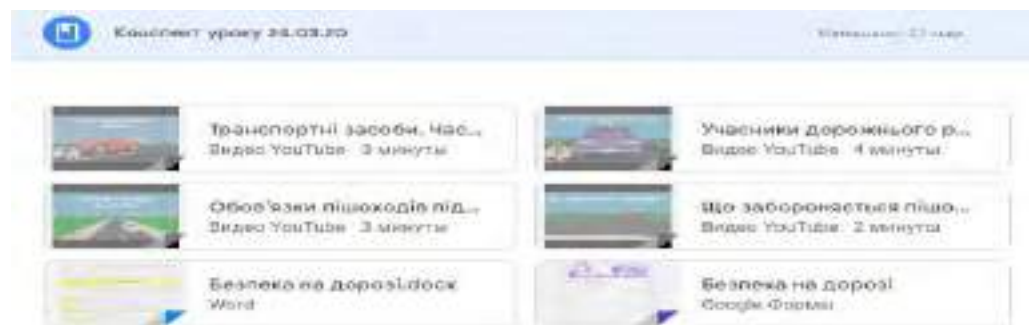 Конспект уроку 26.03.20
Транспортні засоби. Час...
Видео YouTube 3 минуты
Учасники дорожнього р...
Видео YouTube 4 минуты
Обов'язки пішоходів під...
Видео YouTube 3 минуты
Що забороняється пішо...
Видео YouTube 2 минуты
Безпека на дорозі.docx
Word
Безпека на дорозі
Google Формы